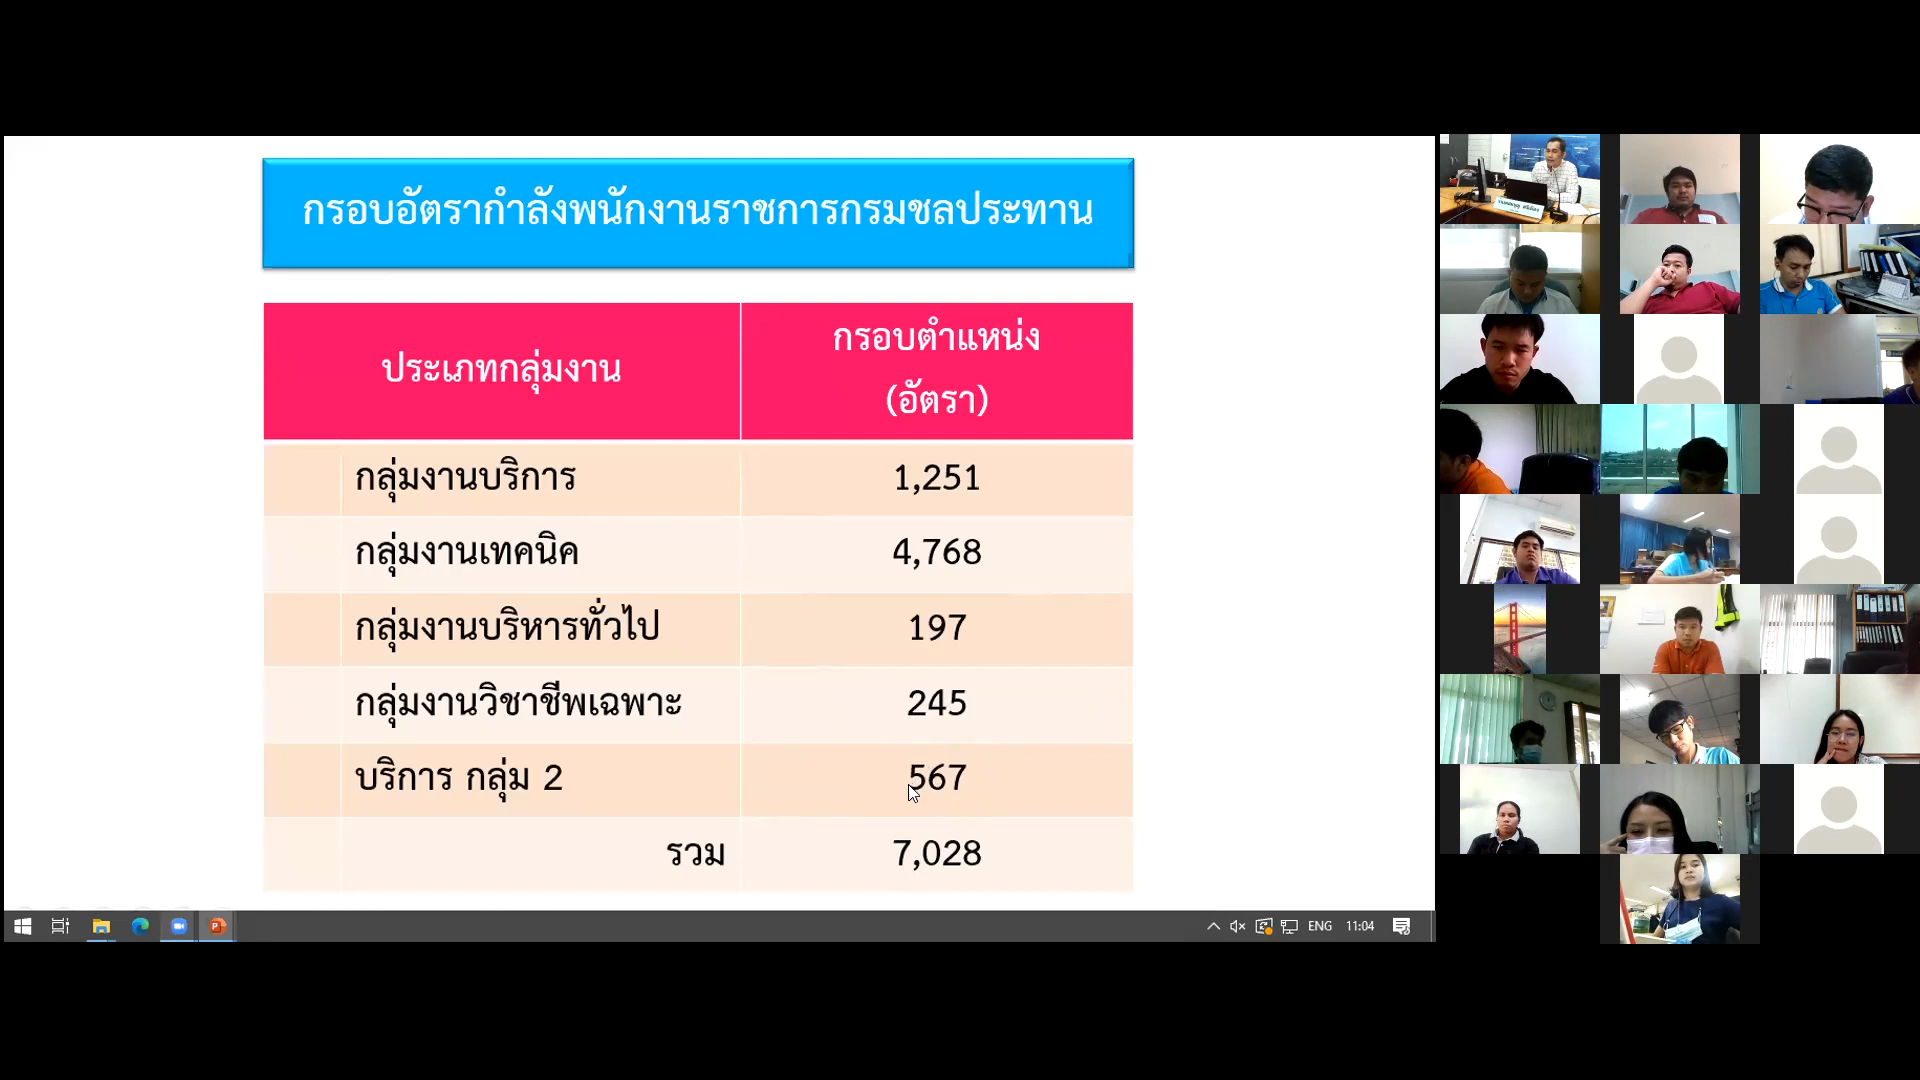 กรอบอัตรากำลังพนักงานราชการกรมชลประทาน
ประเภทกลุ่มงาน
กรอบตำแหน่ง
(อัตรา)
กลุ่มงานบริการ 1,251
กลุ่มงานเทคนิค 4,768
กลุ่มงานบริหารทั่วไป 197
กลุ่มงานวิชาชีพเฉพาะ 245
บริการ กลุ่ม 2 567
รวม 7,028
ENG 11:04